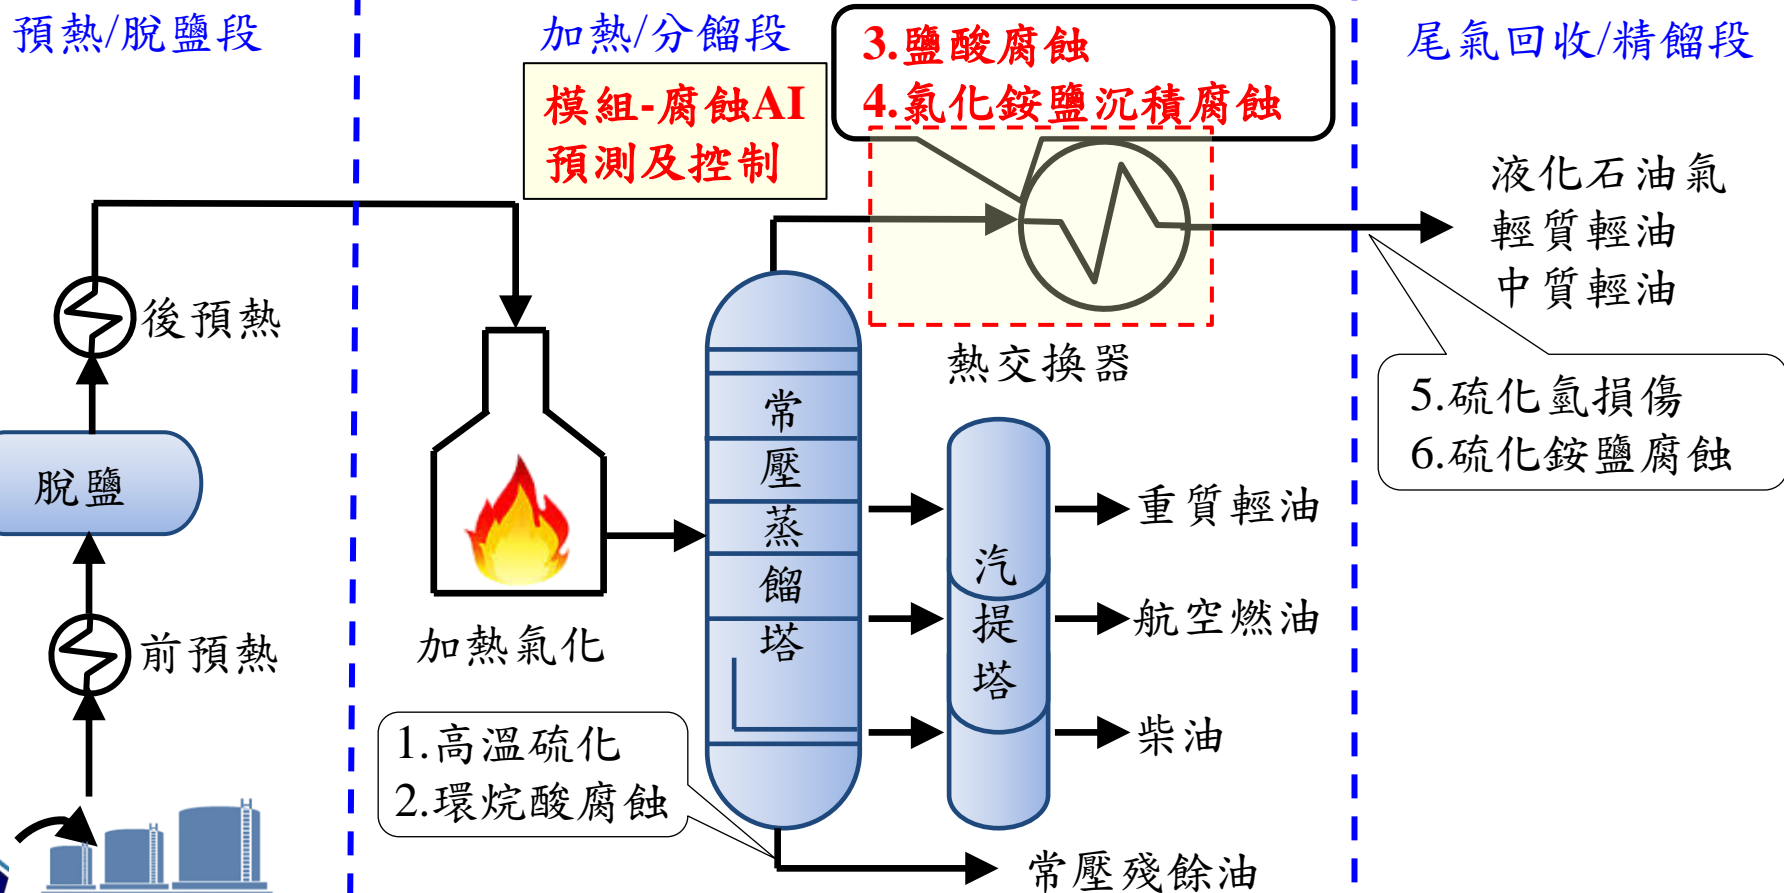 預熱/脫鹽段
加熱/分餾段
尾氣回收/精餾段
模組-腐蝕AI
預測及控制
3.鹽酸腐蝕
4.氯化銨鹽沉積腐蝕
液化石油氣
輕質輕油
中質輕油
後預熱
熱交換器
5.硫化氫損傷
6.硫化銨鹽腐蝕
脫鹽
常
壓
蒸
餾
塔
重質輕油
汽
提
塔
航空燃油
加熱氣化
前預熱
柴油
1.高溫硫化
2.環烷酸腐蝕
常壓殘餘油